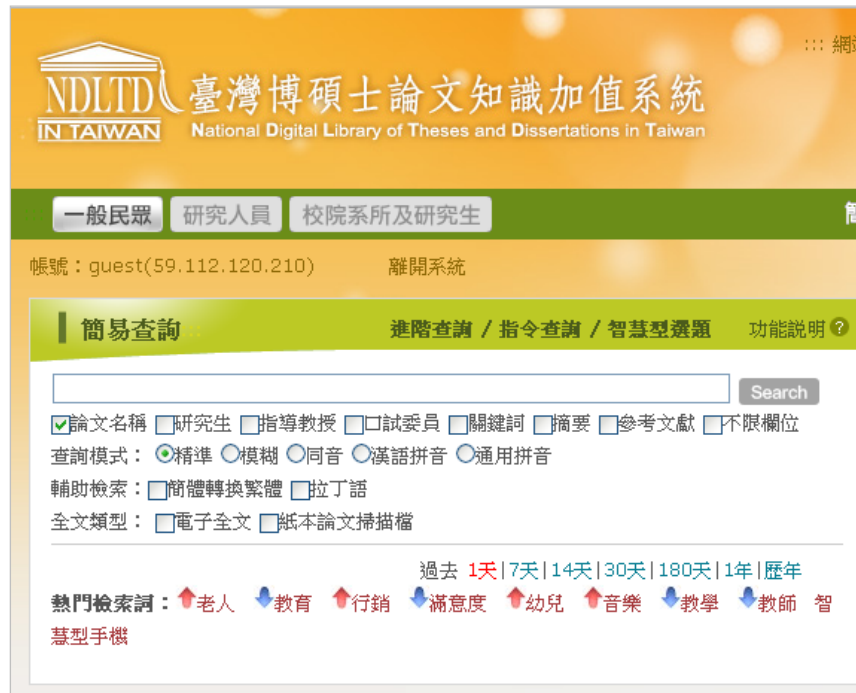 ::: 網站
NDLTD
IN TAIWAN
臺灣博碩士論文知識加值系統
National Digital Library of Theses and Dissertations in Taiwan
一般民眾 研究人員 校院系所及研究生 簡
帳號：guest(59.112.120.210) 離開系統
簡易查詢 進階查詢 / 指令查詢 / 智慧型選題 功能說明 ?
Search
論文名稱 研究生 指導教授 口試委員 關鍵詞 摘要 參考文獻 不限欄位
查詢模式： 精準 模糊 同音 漢語拼音 通用拼音
輔助檢索： 簡體轉換繁體 拉丁語
全文類型： 電子全文 紙本論文掃描檔
過去 1天|7天|14天|30天|180天|1年|歷年
熱門檢索詞：老人 教育 行銷 滿意度 幼兒 音樂 教學 教師 智
慧型手機